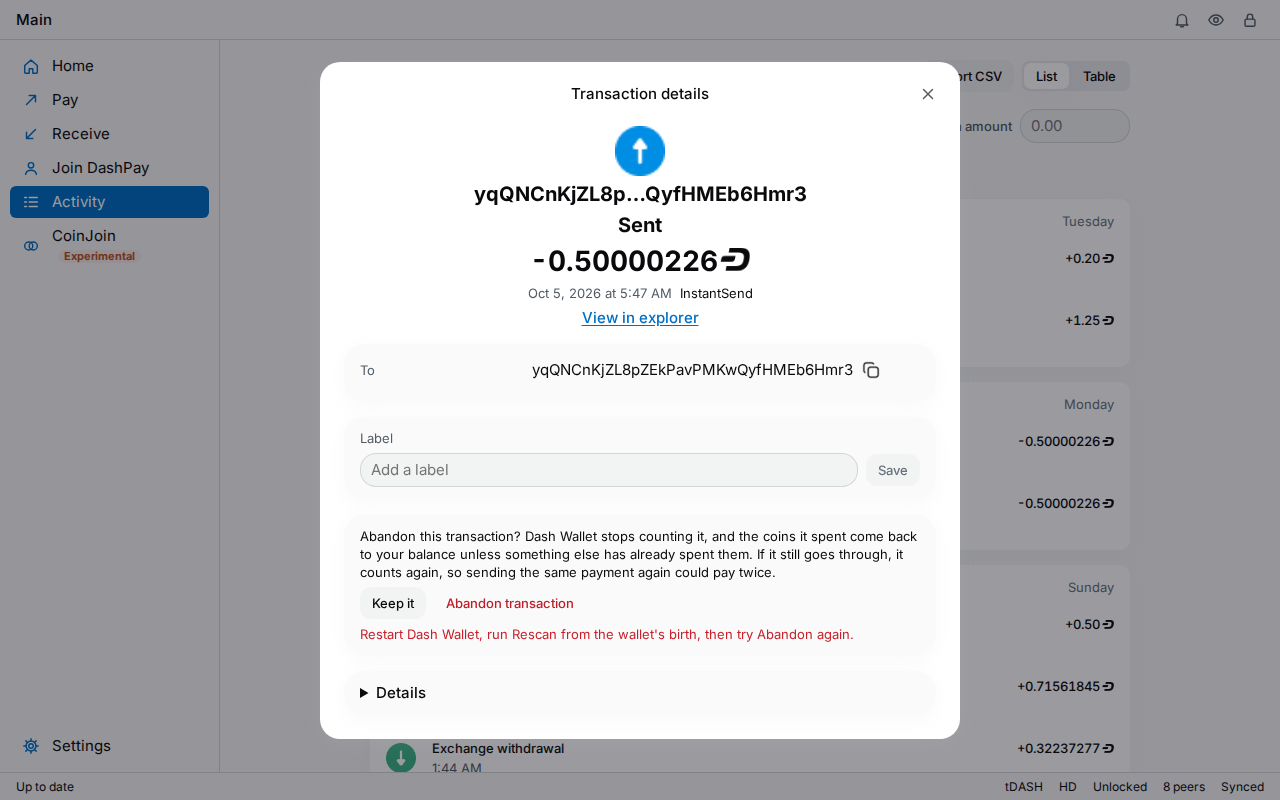 Main
Home
Pay
Receive
Join DashPay
Activity
CoinJoin
Experimental
Settings
CSV
List
Table
amount
0.00
Tuesday
+0.20
+1.25
Monday
-0.50000226
-0.50000226
Sunday
+0.50
+0.71561845
Exchange withdrawal
+0.32237277
1:44 AM
Transaction details
yqQNCnKjZL8p...QyfHMEb6Hmr3
Sent
-0.50000226
Oct 5, 2026 at 5:47 AM InstantSend
View in explorer
To
yqQNCnKjZL8pZEkPavPMKwQyfHMEb6Hmr3
Label
Add a label
Save
Abandon this transaction? Dash Wallet stops counting it, and the coins it spent come back
to your balance unless something else has already spent them. If it still goes through, it
counts again, so sending the same payment again could pay twice.
Keep it
Abandon transaction
Restart Dash Wallet, run Rescan from the wallet's birth, then try Abandon again.
Details
Up to date
tDASH
HD
Unlocked
8 peers
Synced